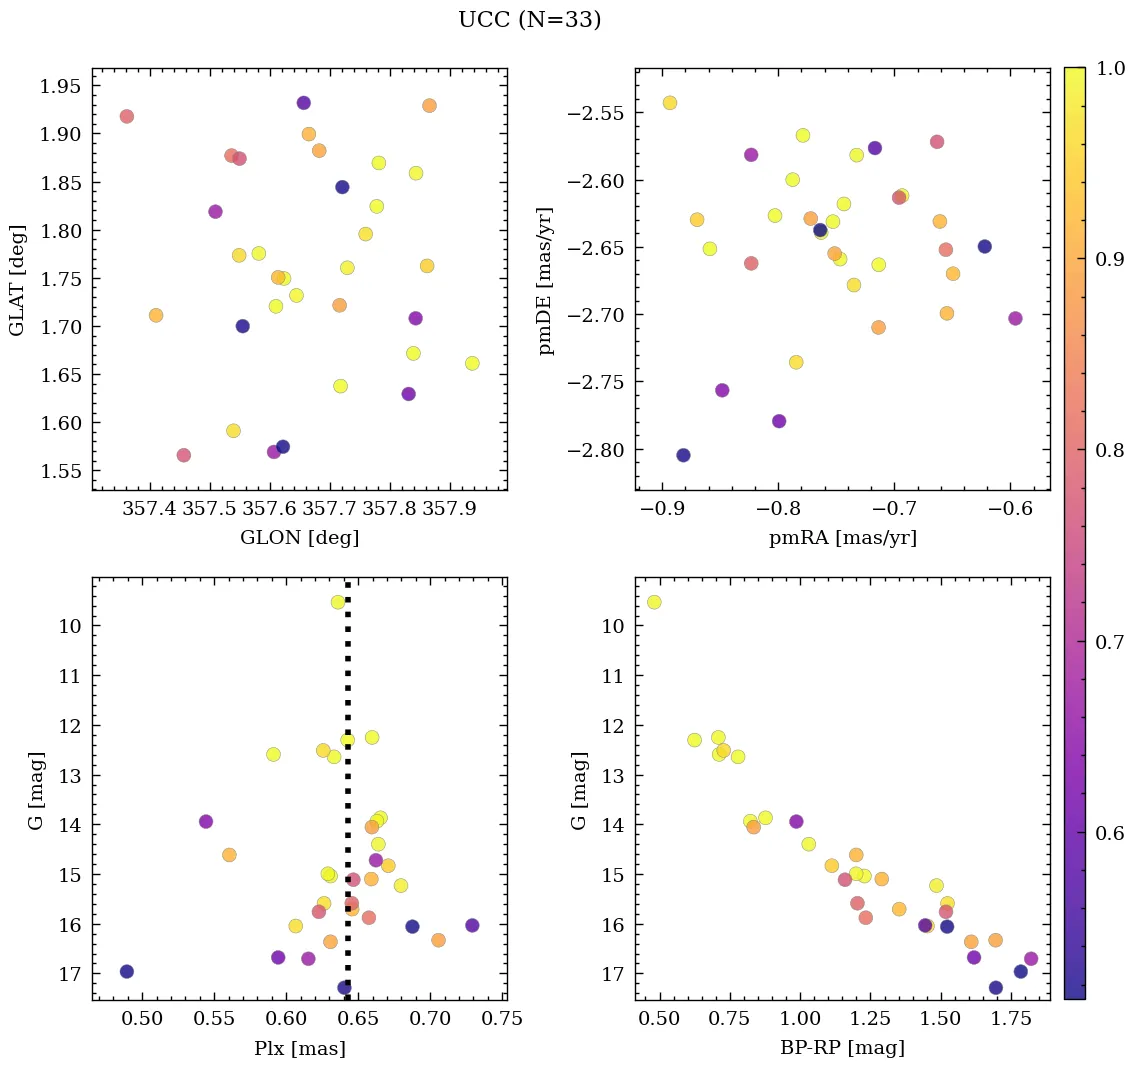 UCC (N=33)
1.95
1.90
1.85
1.80
1.75
1.70
1.65
1.60
1.55
GLAT [deg]
357.4 357.5 357.6 357.7 357.8 357.9
GLON [deg]
−2.55
−2.60
−2.65
−2.70
−2.75
−2.80
pmDE [mas/yr]
−0.9 −0.8 −0.7 −0.6
pmRA [mas/yr]
1.0
0.9
0.8
0.7
0.6
10
11
12
13
14
15
16
17
G [mag]
0.50 0.55 0.60 0.65 0.70 0.75
Plx [mas]
10
11
12
13
14
15
16
17
G [mag]
0.50 0.75 1.00 1.25 1.50 1.75
BP-RP [mag]